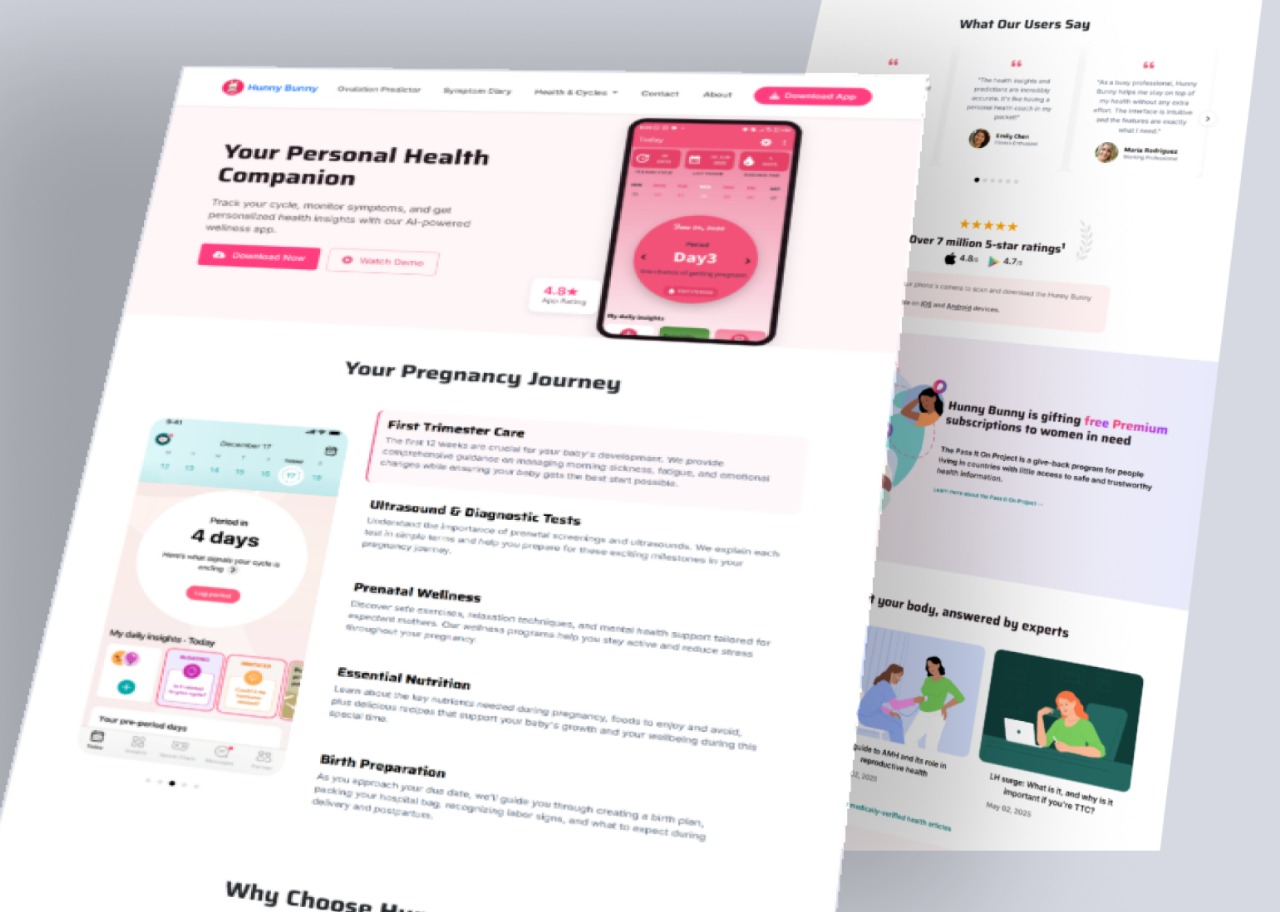 Hunny Bunny
Ovulation Predictor
Symptom Diary
Health & Cycles
Contact
About
Download App
Your Personal Health
Companion
Track your cycle, monitor symptoms, and get
personalized health insights with our AI-powered
wellness app.
Download Now
Watch Demo
4.8★
App Rating
Today
June 01, 2025
Period
Day3
My daily insights
Your Pregnancy Journey
9:41
December 17
TODAY
12 13 14 15 16 17 18
Period in
4 days
Here's what signals your cycle is
ending
Log period
My daily insights - Today
Your pre-period days
Today
First Trimester Care
The first 12 weeks are crucial for your baby's development. We provide
comprehensive guidance on managing morning sickness, fatigue, and emotional
changes while ensuring your baby gets the best start possible.
Ultrasound & Diagnostic Tests
Understand the importance of prenatal screenings and ultrasounds. We explain each
test in simple terms and help you prepare for these exciting milestones in your
pregnancy journey.
Prenatal Wellness
Discover safe exercises, relaxation techniques, and mental health support tailored for
expectant mothers. Our wellness programs help you stay active and reduce stress
throughout your pregnancy.
Essential Nutrition
Learn about the key nutrients needed during pregnancy, foods to enjoy and avoid,
plus delicious recipes that support your baby's growth and your wellbeing during this
special time.
Birth Preparation
As you approach your due date, we'll guide you through creating a birth plan,
packing your hospital bag, recognizing labor signs, and what to expect during
delivery and postpartum.
Why Choose
What Our Users Say
"The health insights and
predictions are incredibly
accurate. It's like having a
personal health coach in my
pocket!"
Emily Chen
Fitness Enthusiast
"As a busy professional, Hunny
Bunny helps me stay on top of
my health without any extra
effort. The interface is intuitive
and the features are exactly
what I need."
Maria Rodriguez
Working Professional
★★★★★
Over 7 million 5-star ratings¹
4.8/5
4.7/5
phone's camera to scan and download the Hunny Bunny
on iOS and Android devices.
Hunny Bunny is gifting free Premium
subscriptions to women in need
The Pass It On Project is a give-back program for people
living in countries with little access to safe and trustworthy
health information.
Learn more about the Pass It On Project
your body, answered by experts
guide to AMH and its role in
reproductive health
02, 2025
LH surge: What is it, and why is it
important if you're TTC?
May 02, 2025
medically-verified health articles